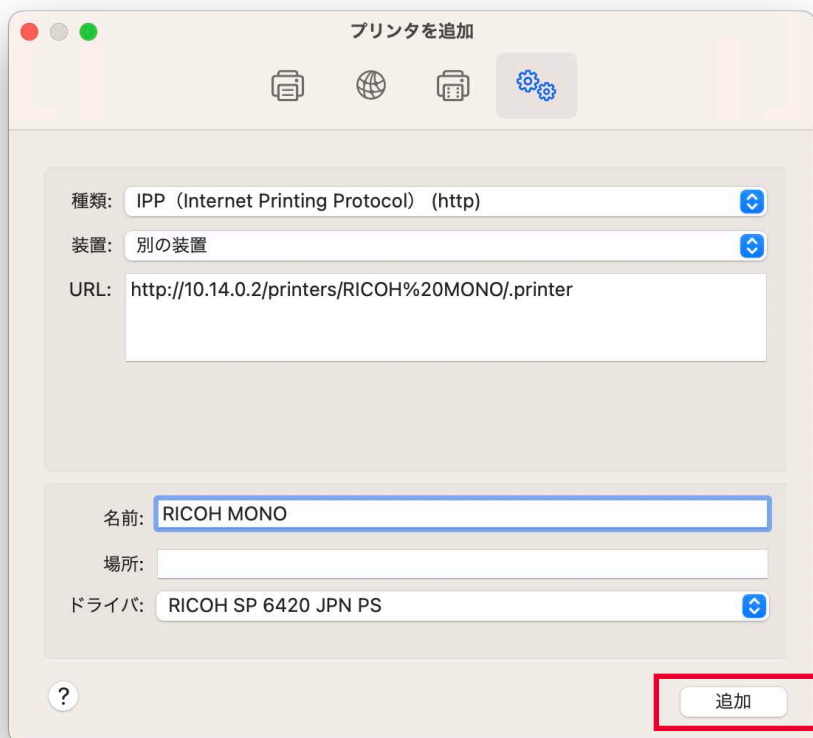 プリンタを追加
種類: IPP（Internet Printing Protocol） (http)
装置: 別の装置
URL: http://10.14.0.2/printers/RICOH%20MONO/.printer
名前: RICOH MONO
場所:
ドライバ: RICOH SP 6420 JPN PS
? 追加